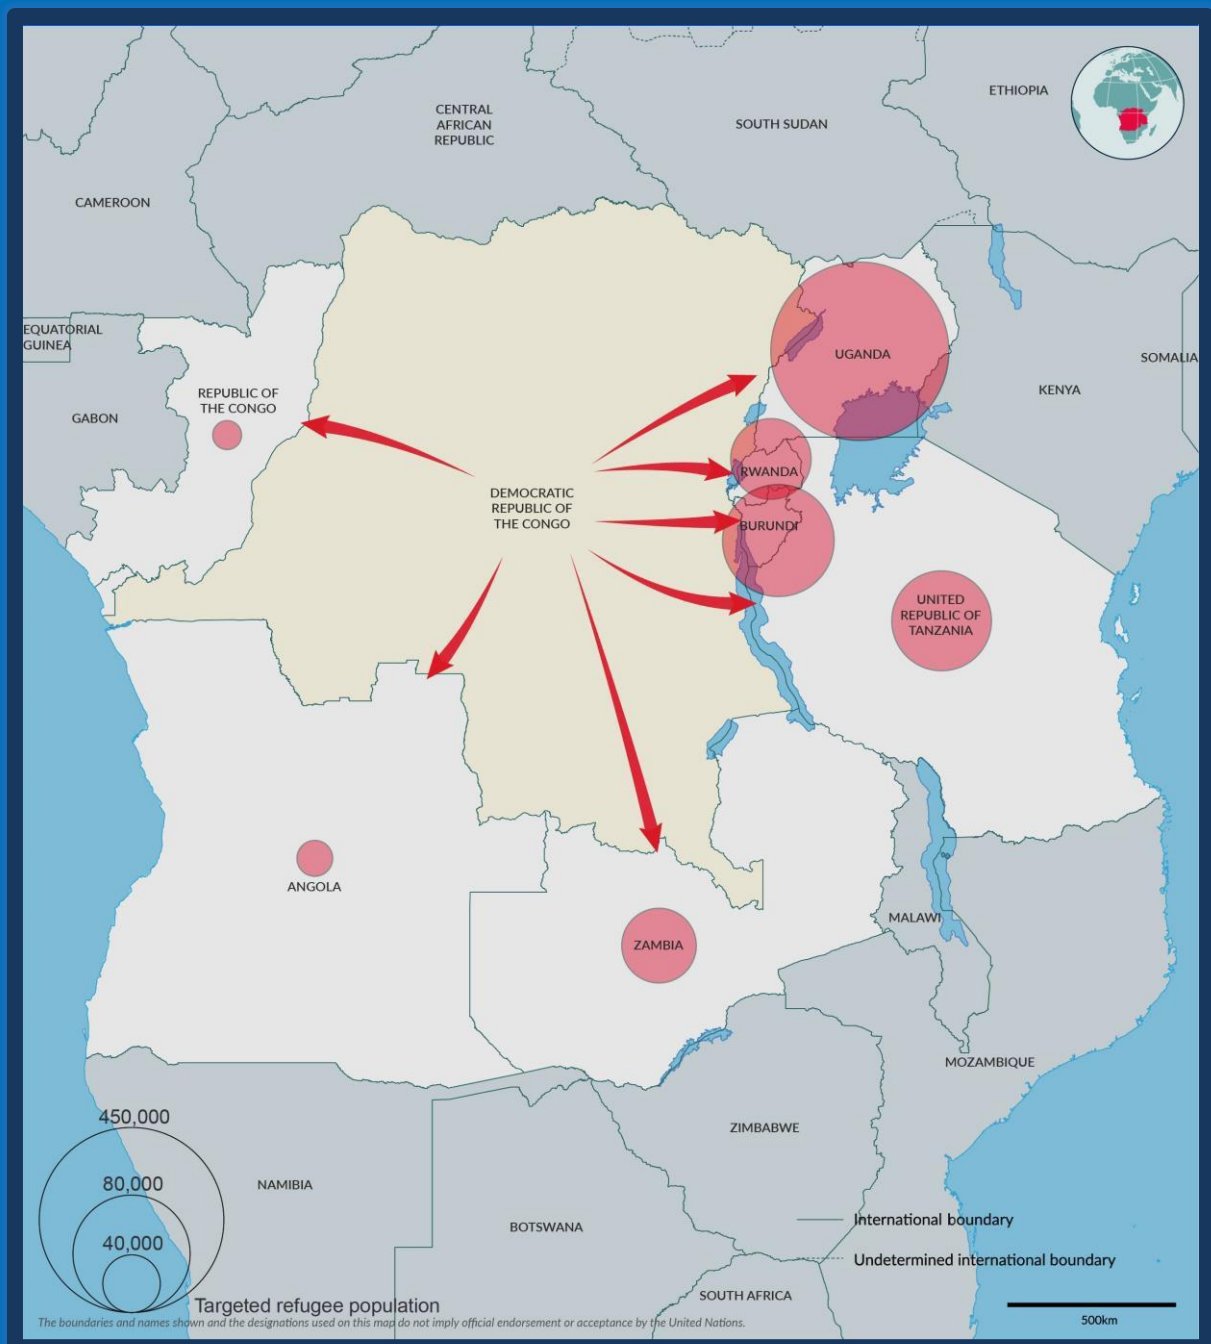 ETHIOPIA
CENTRAL
AFRICAN
REPUBLIC
SOUTH SUDAN
CAMEROON
EQUATORIAL
GUINEA
UGANDA
SOMALIA
REPUBLIC OF
THE CONGO
GABON
KENYA
RWANDA
DEMOCRATIC
REPUBLIC OF
THE CONGO
BURUNDI
UNITED
REPUBLIC OF
TANZANIA
ANGOLA
MALAWI
ZAMBIA
MOZAMBIQUE
450,000
ZIMBABWE
80,000
NAMIBIA
International boundary
BOTSWANA
40,000
Undetermined international boundary
SOUTH AFRICA
Targeted refugee population
500km
The boundaries and names shown and the designations used on this map do not imply official endorsement or acceptance by the United Nations.